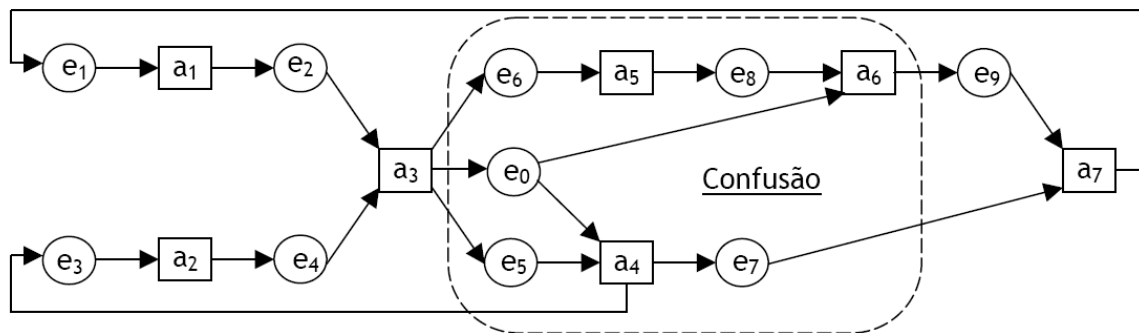 e₁ a₁ e₂ e₆ a₅ e₈ a₆ e₉
a₃ e₀ Confusão a₇
e₃ a₂ e₄ e₅ a₄ e₇